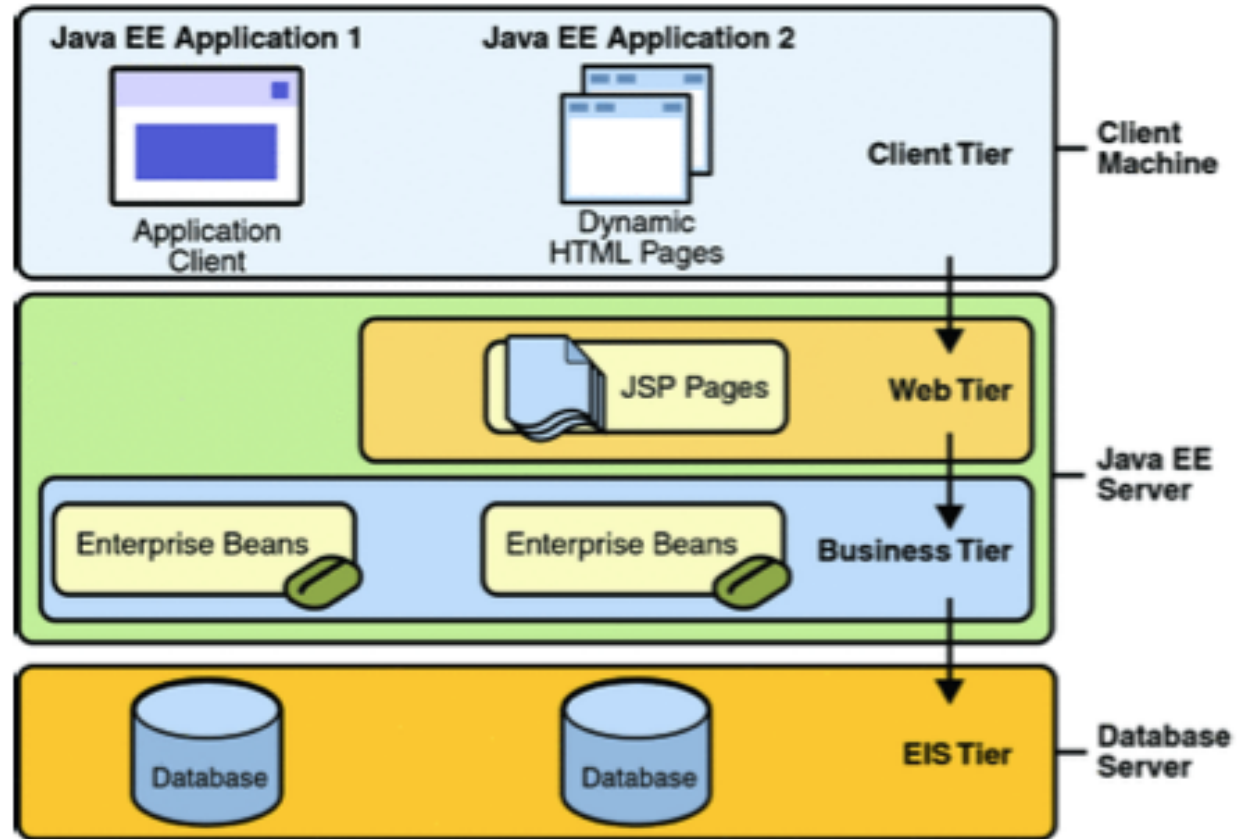 Java EE Application 1
Java EE Application 2
Application
Client
Dynamic
HTML Pages
Client Tier
Client
Machine
JSP Pages
Web Tier
Java EE
Server
Enterprise Beans
Enterprise Beans
Business Tier
Database
Database
EIS Tier
Database
Server